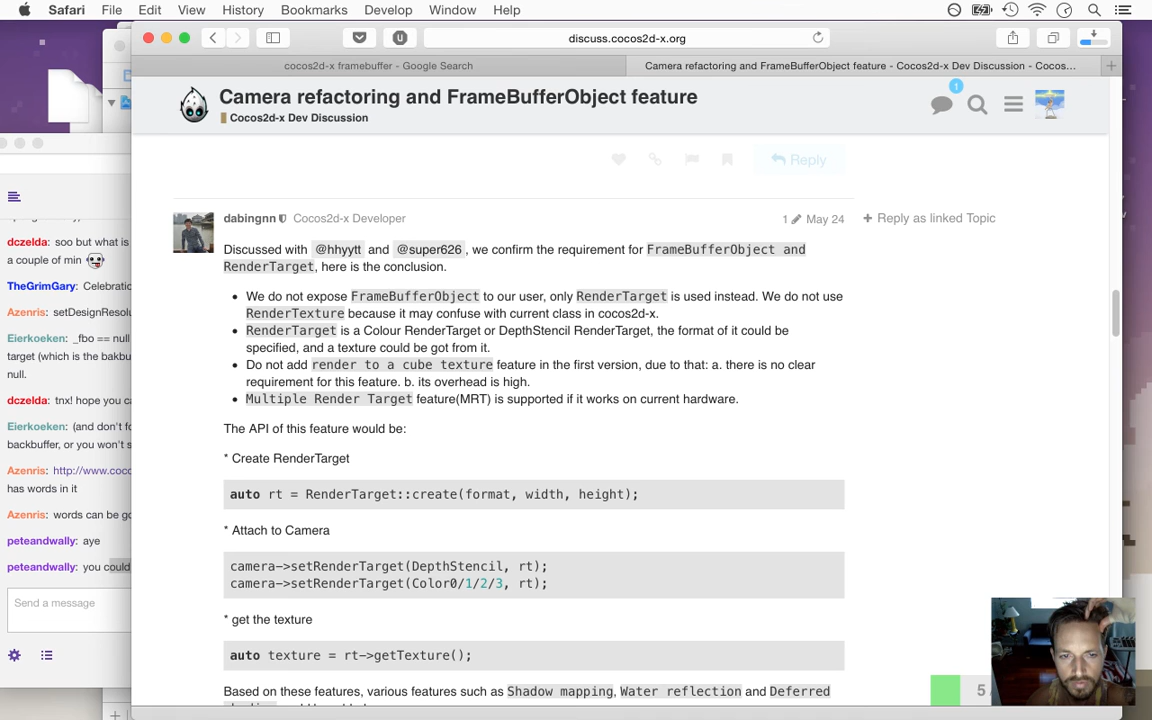 Safari File Edit View History Bookmarks Develop Window Help
discuss.cocos2d-x.org
cocos2d-x framebuffer - Google Search
Camera refactoring and FrameBufferObject feature - Cocos2d-x Dev Discussion - Cocos...
Camera refactoring and FrameBufferObject feature
Cocos2d-x Dev Discussion
1
Reply
dabingnn Cocos2d-x Developer
1 May 24
Reply as linked Topic
Discussed with @hhyytt and @super626, we confirm the requirement for FrameBufferObject and
RenderTarget, here is the conclusion.
• We do not expose FrameBufferObject to our user, only RenderTarget is used instead. We do not use
RenderTexture because it may confuse with current class in cocos2d-x.
• RenderTarget is a Colour RenderTarget or DepthStencil RenderTarget, the format of it could be
specified, and a texture could be got from it.
• Do not add render to a cube texture feature in the first version, due to that: a. there is no clear
requirement for this feature. b. its overhead is high.
• Multiple Render Target feature(MRT) is supported if it works on current hardware.
The API of this feature would be:
* Create RenderTarget
auto rt = RenderTarget::create(format, width, height);
* Attach to Camera
camera->setRenderTarget(DepthStencil, rt);
camera->setRenderTarget(Color0/1/2/3, rt);
* get the texture
auto texture = rt->getTexture();
Based on these features, various features such as Shadow mapping, Water reflection and Deferred
5
dczelda: soo but what is
a couple of min
TheGrimGary: Celebratio
Azenris: setDesignResolu
Eierkoeken: _fbo == null
target (which is the bakbu
null.
dczelda: tnx! hope you ca
Eierkoeken: (and don't fo
backbuffer, or you won't s
Azenris: http://www.coco
has words in it
Azenris: words can be go
peteandwally: aye
peteandwally: you could
Send a message